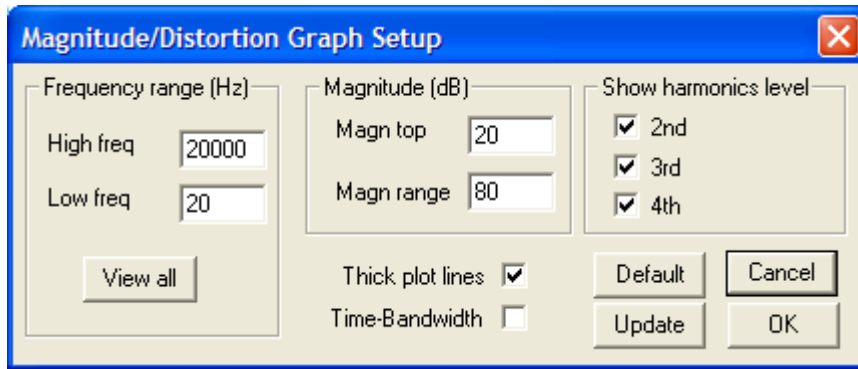 Magnitude/Distortion Graph Setup
Frequency range (Hz)
High freq 20000
Low freq 20
View all
Magnitude (dB)
Magn top 20
Magn range 80
Thick plot lines
Time-Bandwidth
Show harmonics level
2nd
3rd
4th
Default
Cancel
Update
OK